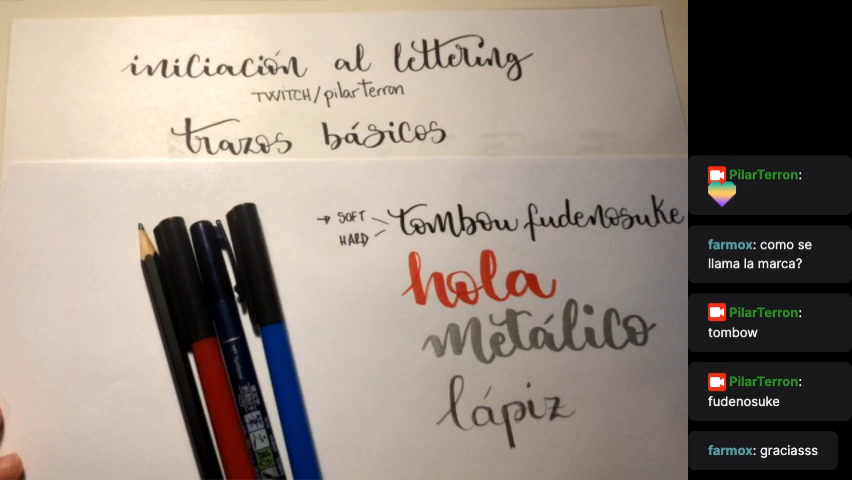 iniciación al lettering
TWITCH/pilarTerron
trazos básicos
→ SOFT
HARD
tombow fudenosuke
hola
metálico
lápiz
PilarTerron:
farmox: como se
llama la marca?
PilarTerron:
tombow
PilarTerron:
fudenosuke
farmox: graciasss